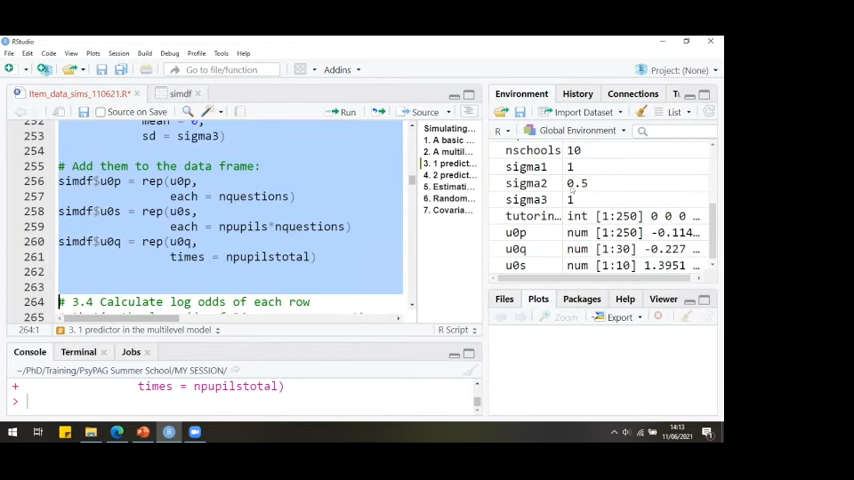 RStudio
File Edit Code View Plots Session Build Debug Profile Tools Help
Go to file/function
Addins
Project: (None)
Item_data_sims_110621.R*
simdf
Source on Save
Run
Source
253 sd = sigma3)
254
255 # Add them to the data frame:
256 simdf$u0p = rep(u0p,
257 each = nquestions)
258 simdf$u0s = rep(u0s,
259 each = npupils*nquestions)
260 simdf$u0q = rep(u0q,
261 times = npupilstotal)
262
263
264 # 3.4 Calculate log odds of each row
265
264:1
3. 1 predictor in the multilevel model
R Script
Simulating...
1. A basic ...
2. A multil...
3. 1 predict...
4. 2 predict...
5. Estimati...
6. Random...
7. Covaria...
Console Terminal Jobs
~/PhD/Training/PsyPAG Summer School/MY SESSION/
+ times = npupilstotal)
>
Environment History Connections
Import Dataset
List
R
Global Environment
nschools 10
sigma1 1
sigma2 0.5
sigma3 1
tutorin... int [1:250] 0 0 0 ...
u0p num [1:250] -0.114...
u0q num [1:30] -0.227 ...
u0s num [1:10] 1.3951 ...
Files Plots Packages Help Viewer
Zoom
Export
14:13
11/06/2021